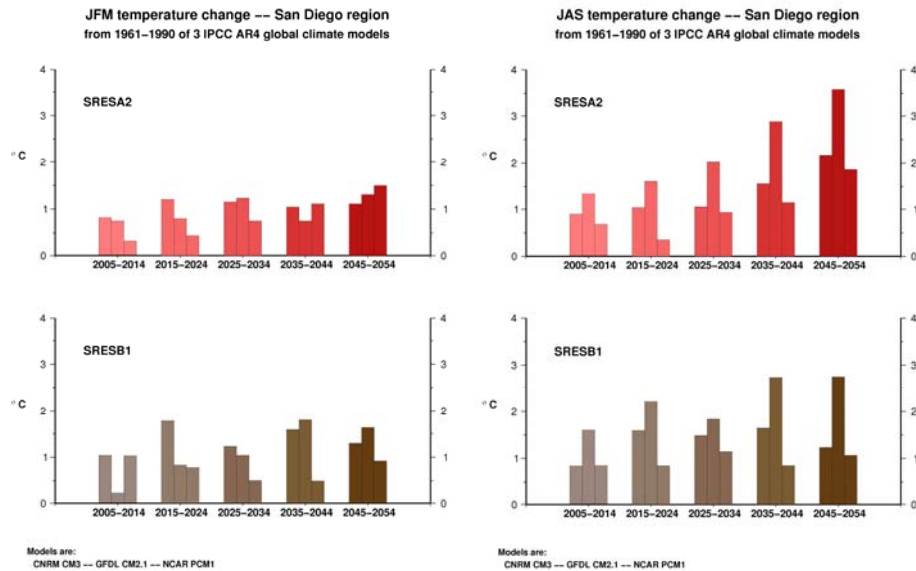 JFM temperature change −− San Diego region
from 1961−1990 of 3 IPCC AR4 global climate models
4
3
2
1
0
° C
SRESA2
4
3
2
1
0
2005−2014 2015−2024 2025−2034 2035−2044 2045−2054
4
3
2
1
0
° C
SRESB1
4
3
2
1
0
2005−2014 2015−2024 2025−2034 2035−2044 2045−2054
Models are:
CNRM CM3 −− GFDL CM2.1 −− NCAR PCM1
JAS temperature change −− San Diego region
from 1961−1990 of 3 IPCC AR4 global climate models
4
3
2
1
0
° C
SRESA2
4
3
2
1
0
2005−2014 2015−2024 2025−2034 2035−2044 2045−2054
4
3
2
1
0
° C
SRESB1
4
3
2
1
0
2005−2014 2015−2024 2025−2034 2035−2044 2045−2054
Models are:
CNRM CM3 −− GFDL CM2.1 −− NCAR PCM1